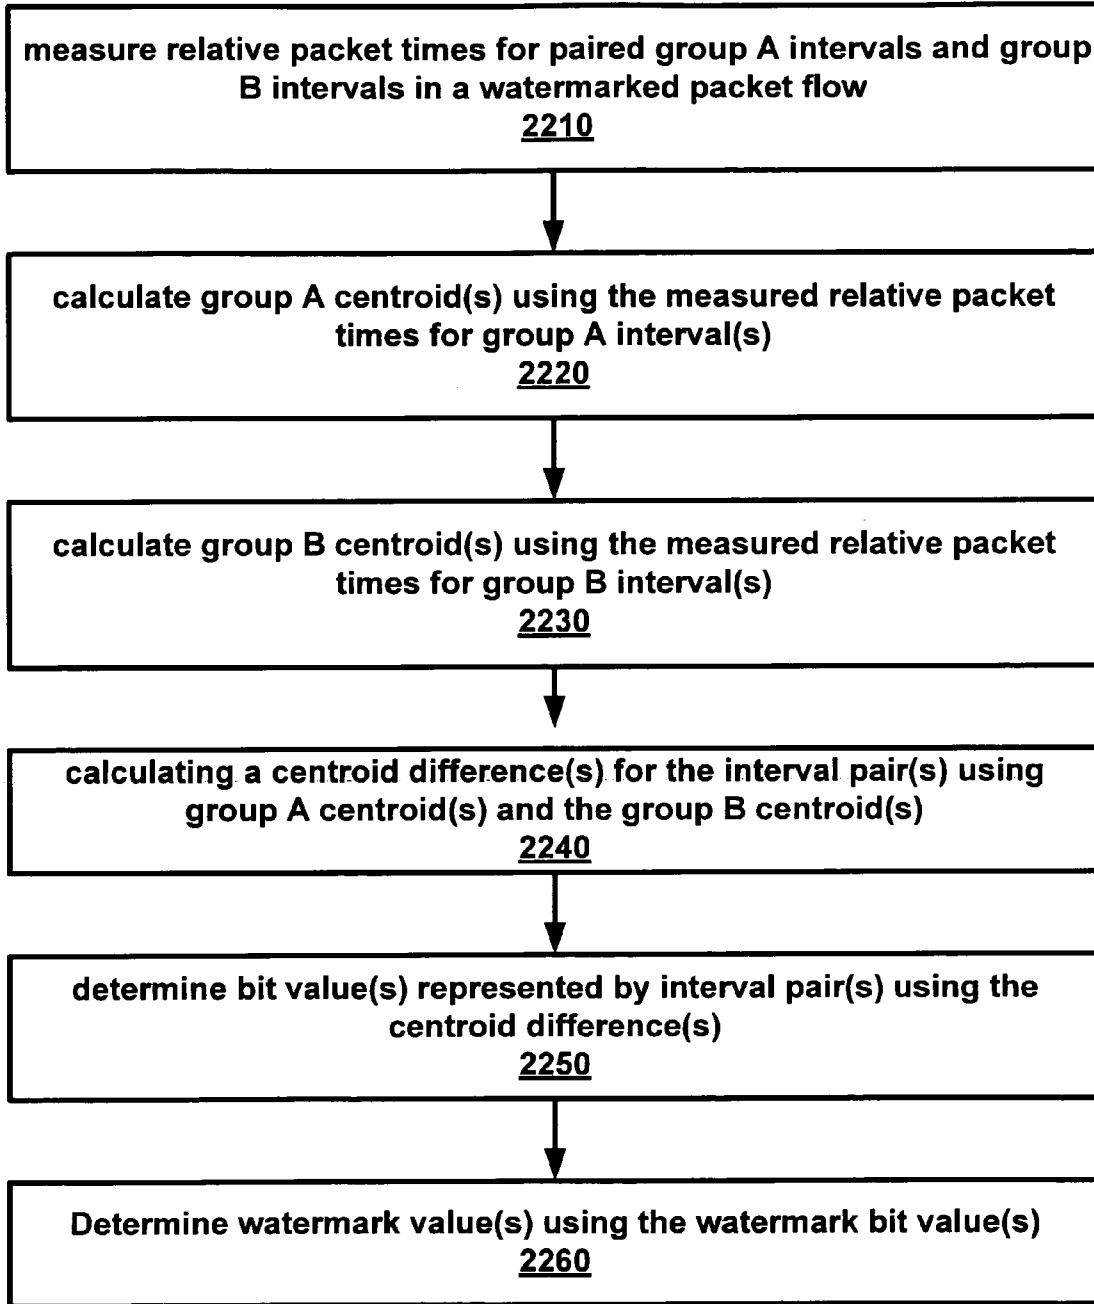 measure relative packet times for paired group A intervals and group
B intervals in a watermarked packet flow
2210
calculate group A centroid(s) using the measured relative packet
times for group A interval(s)
2220
calculate group B centroid(s) using the measured relative packet
times for group B interval(s)
2230
calculating a centroid difference(s) for the interval pair(s) using
group A centroid(s) and the group B centroid(s)
2240
determine bit value(s) represented by interval pair(s) using the
centroid difference(s)
2250
Determine watermark value(s) using the watermark bit value(s)
2260